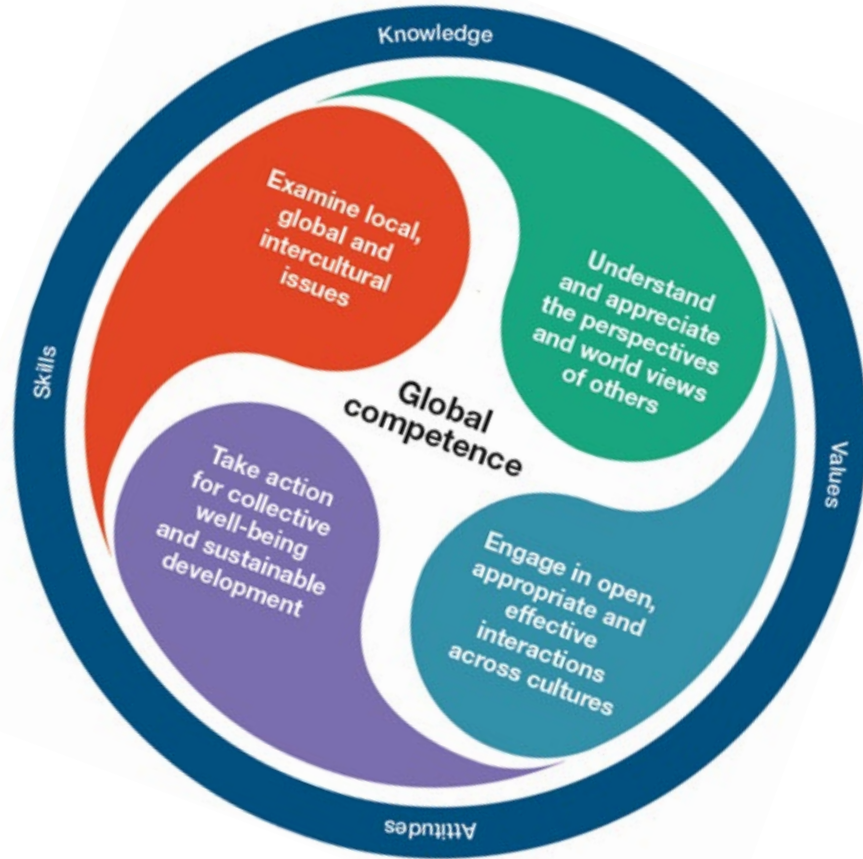 Knowledge
Examine local,
global and
intercultural
issues
Understand
and appreciate
the perspectives
and world views
of others
Skills
Global
competence
Values
Take action
for collective
well-being
and sustainable
development
Engage in open,
appropriate and
effective
interactions
across cultures
Attitudes